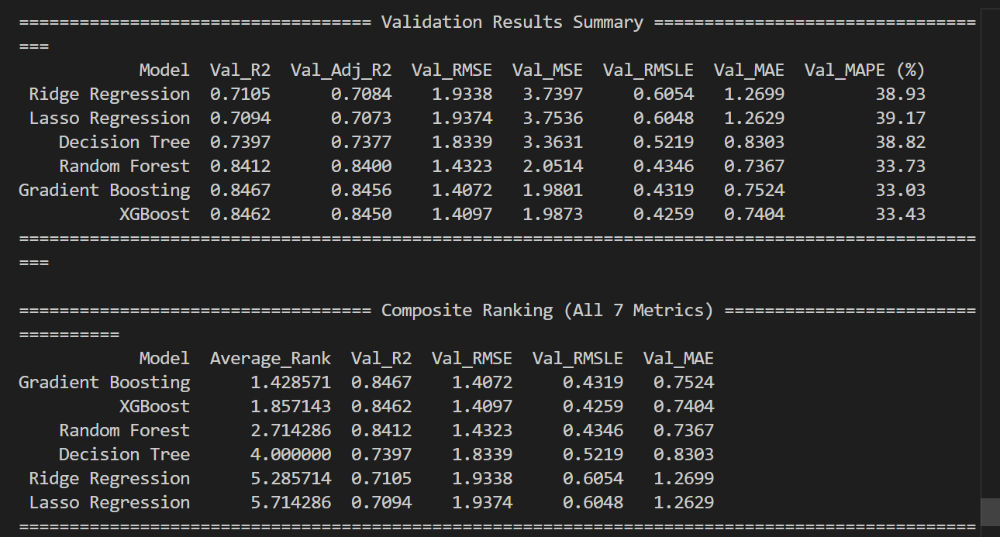 =================================== Validation Results Summary ================================
===
            Model  Val_R2  Val_Adj_R2  Val_RMSE  Val_MSE  Val_RMSLE  Val_MAE  Val_MAPE (%)
 Ridge Regression  0.7105      0.7084    1.9338   3.7397     0.6054   1.2699         38.93
 Lasso Regression  0.7094      0.7073    1.9374   3.7536     0.6048   1.2629         39.17
    Decision Tree  0.7397      0.7377    1.8339   3.3631     0.5219   0.8303         38.82
    Random Forest  0.8412      0.8400    1.4323   2.0514     0.4346   0.7367         33.73
Gradient Boosting  0.8467      0.8456    1.4072   1.9801     0.4319   0.7524         33.03
          XGBoost  0.8462      0.8450    1.4097   1.9873     0.4259   0.7404         33.43
===============================================================================================
===
=================================== Composite Ranking (All 7 Metrics) =========================
==========
            Model  Average_Rank  Val_R2  Val_RMSE  Val_RMSLE  Val_MAE
Gradient Boosting      1.428571  0.8467    1.4072     0.4319   0.7524
          XGBoost      1.857143  0.8462    1.4097     0.4259   0.7404
    Random Forest      2.714286  0.8412    1.4323     0.4346   0.7367
    Decision Tree      4.000000  0.7397    1.8339     0.5219   0.8303
 Ridge Regression      5.285714  0.7105    1.9338     0.6054   1.2699
 Lasso Regression      5.714286  0.7094    1.9374     0.6048   1.2629
===============================================================================================